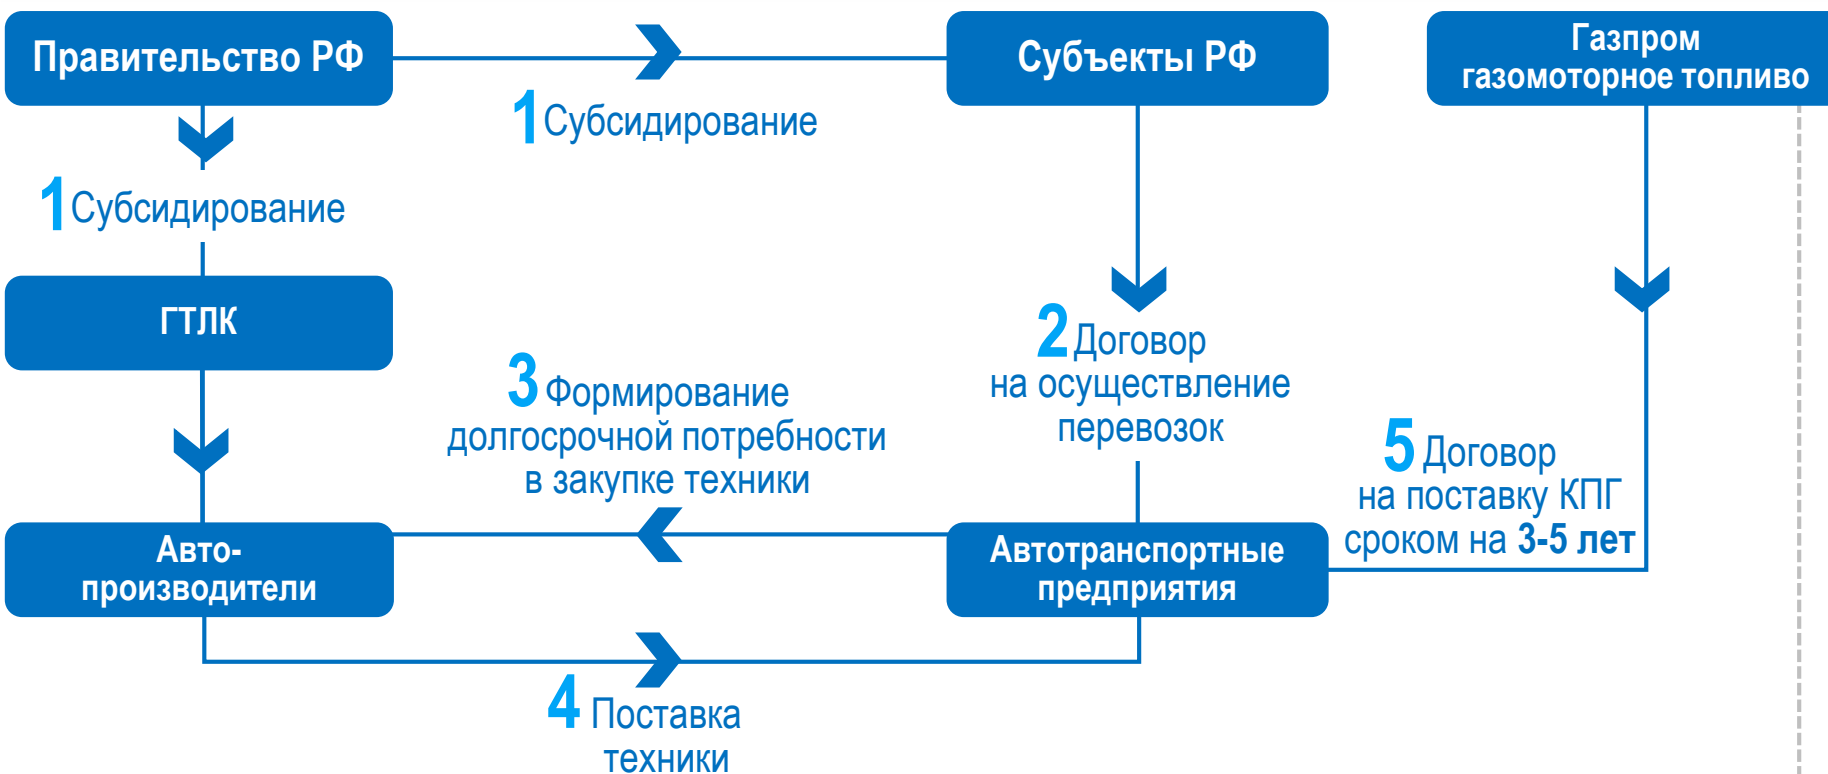 Правительство РФ
Субъекты РФ
Газпром
газомоторное топливо
1 Субсидирование
1 Субсидирование
ГТЛК
2 Договор
на осуществление
перевозок
3 Формирование
долгосрочной потребности
в закупке техники
5 Договор
на поставку КПГ
сроком на 3-5 лет
Авто-
производители
Автотранспортные
предприятия
4 Поставка
техники